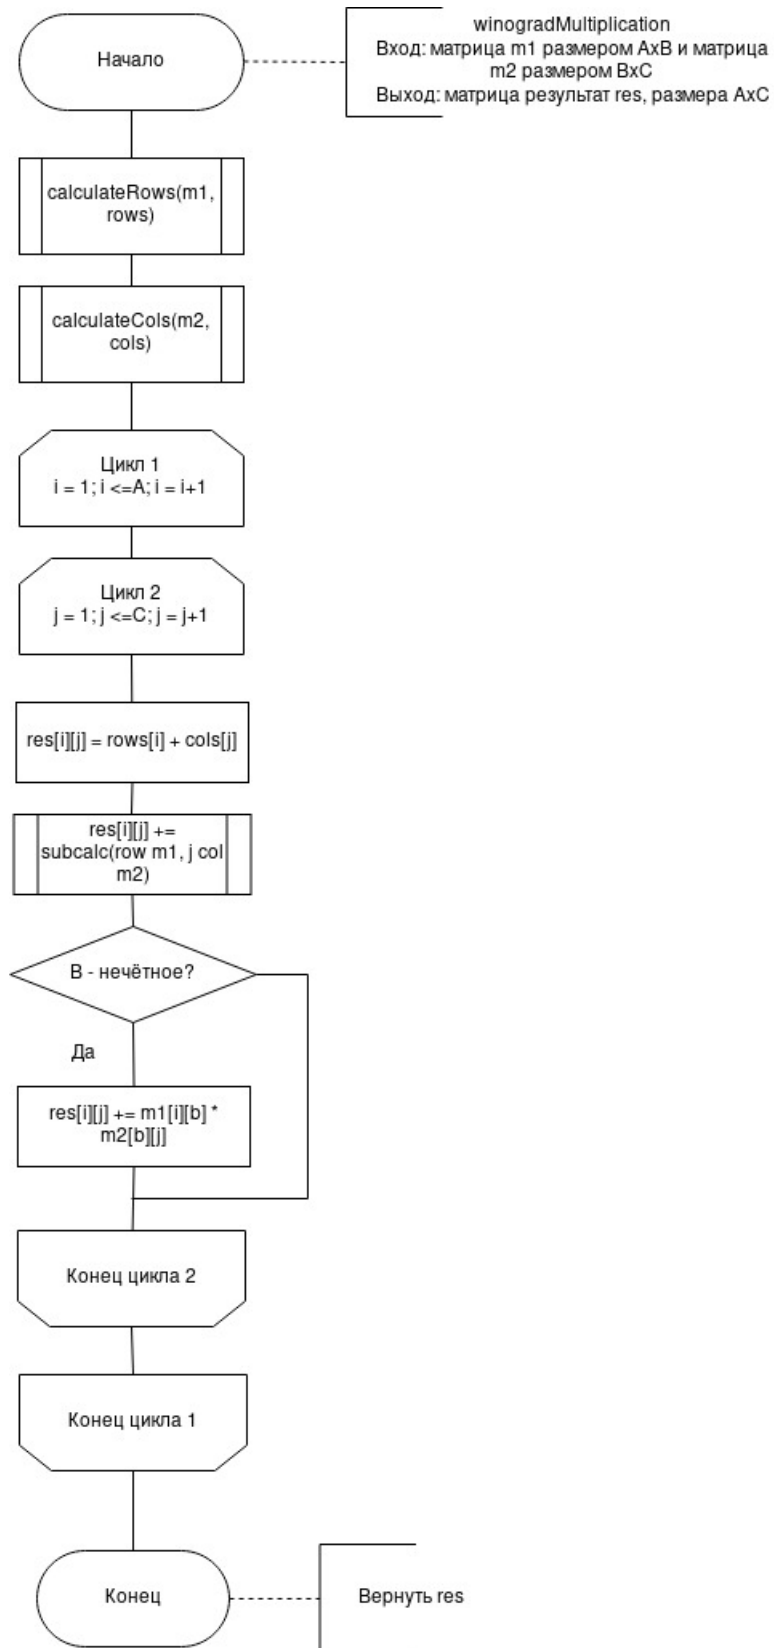 Начало
winogradMultiplication
Вход: матрица m1 размером AxB и матрица
m2 размером BxC
Выход: матрица результат res, размера AxC
calculateRows(m1,
rows)
calculateCols(m2,
cols)
Цикл 1
i = 1; i <=A; i = i+1
Цикл 2
j = 1; j <=C; j = j+1
res[i][j] = rows[i] + cols[j]
res[i][j] +=
subcalc(row m1, j col
m2)
B - нечётное?
Да
res[i][j] += m1[i][b] *
m2[b][j]
Конец цикла 2
Конец цикла 1
Конец
Вернуть res